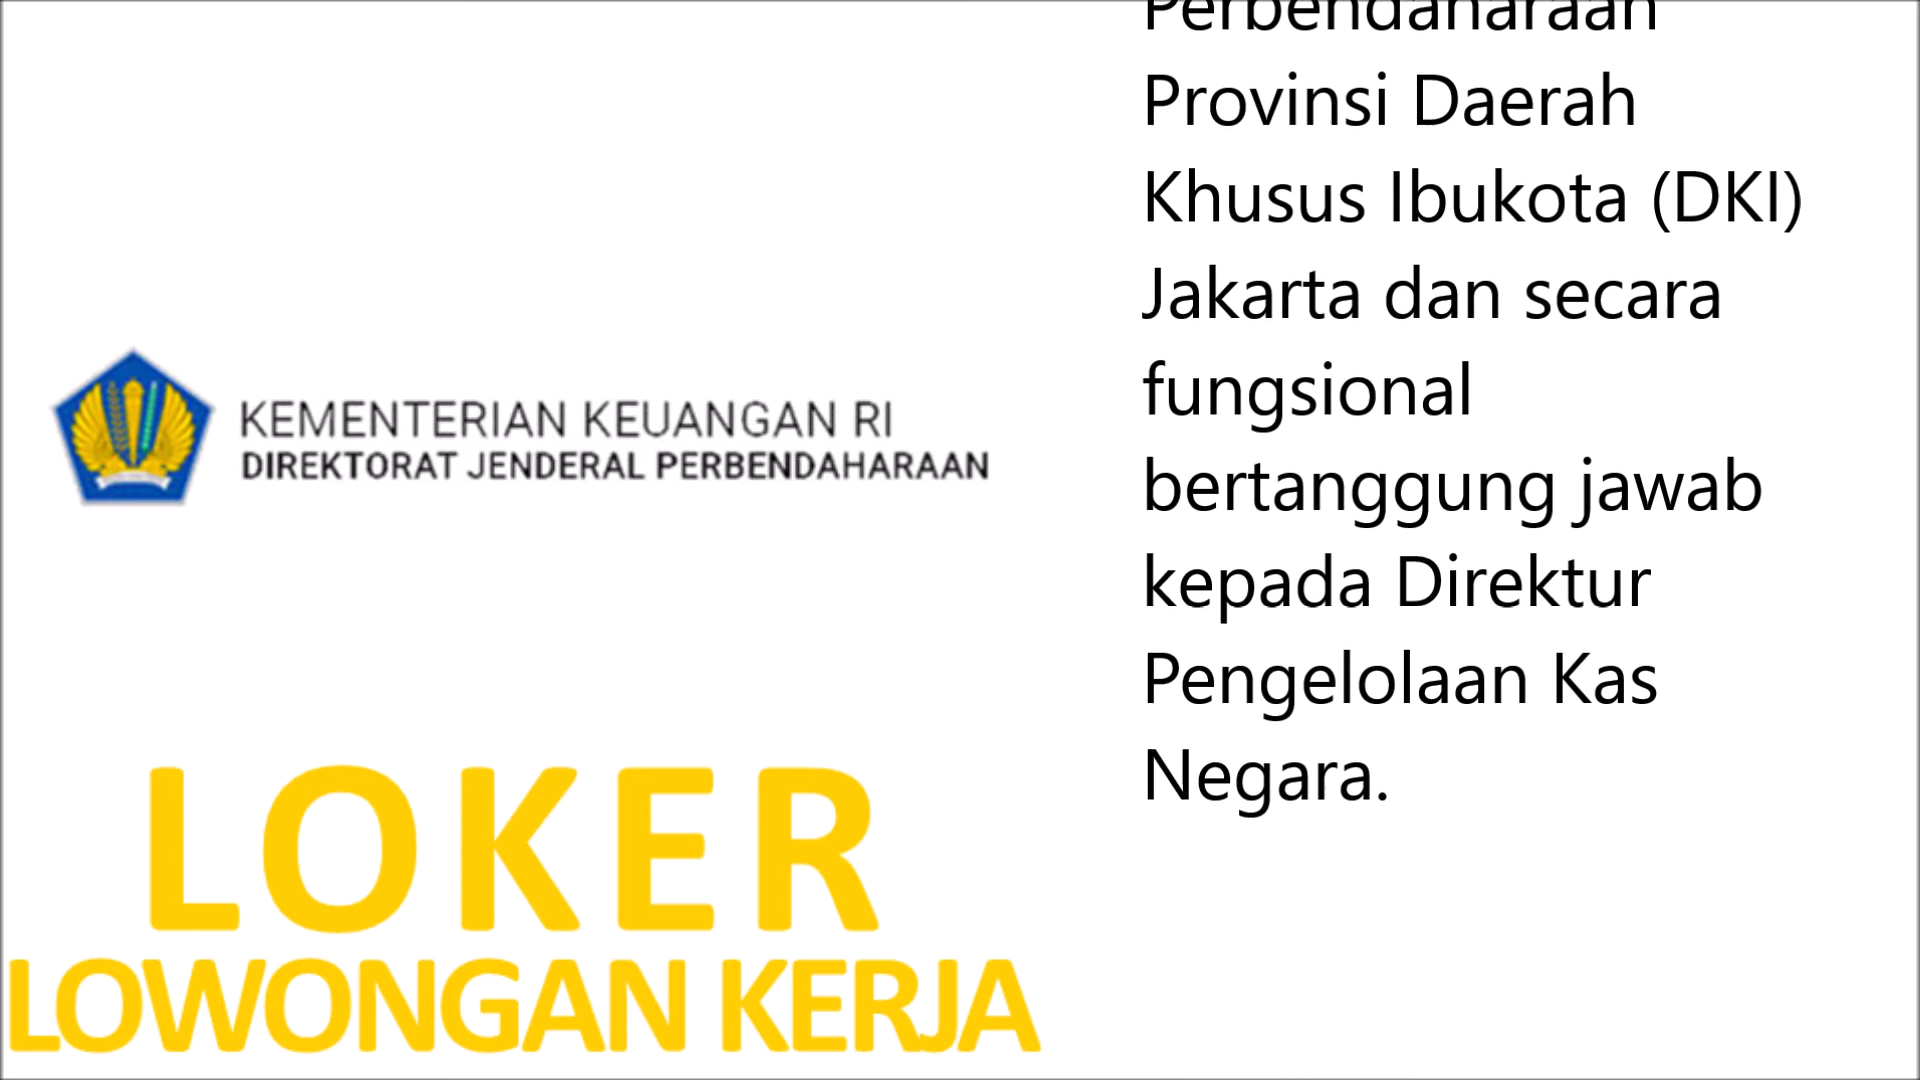 KEMENTERIAN KEUANGAN RI
DIREKTORAT JENDERAL PERBENDAHARAAN
LOKER
LOWONGAN KERJA
Perbendaharaan
Provinsi Daerah
Khusus Ibukota (DKI)
Jakarta dan secara
fungsional
bertanggung jawab
kepada Direktur
Pengelolaan Kas
Negara.